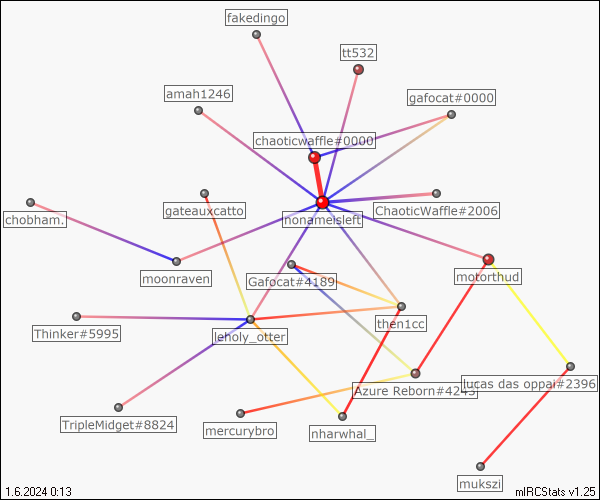 fakedingo
tt532
amah1246
gafocat#0000
chaoticwaffle#0000
gateauxcatto
ChaoticWaffle#2006
chobham.
nonameisleft
moonraven
Gafocat#4189
motorthud
Thinker#5995
leholy_otter
then1cc
Azure Reborn#4243
lucas das oppai#2396
TripleMidget#8824
mercurybro
nharwhal_
mukszi
1.6.2024 0:13
mIRCStats v1.25